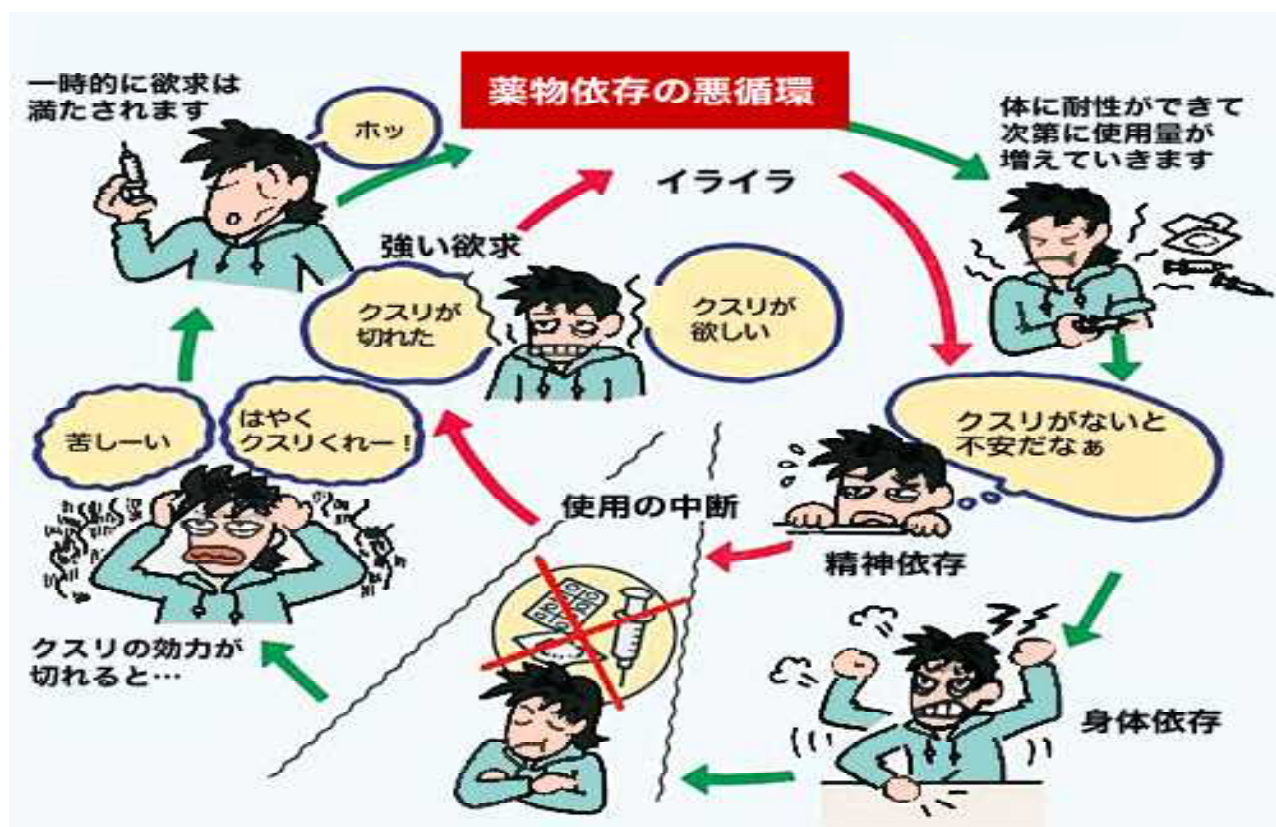 薬物依存の悪循環
一時的に欲求は
満たされます
ホッ
体に耐性ができて
次第に使用量が
増えていきます
イライラ
強い欲求
クスリが
切れた
クスリが
欲しい
苦しーい
はやく
クスリくれー!
クスリがないと
不安だなぁ
使用の中断
精神依存
クスリの効力が
切れると…
身体依存